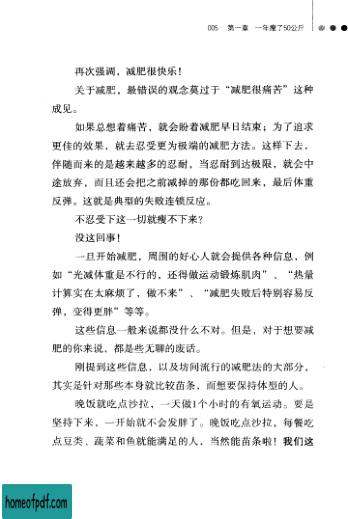 005 第一章 一年瘦了50公斤
再次强调，减肥很快乐！
关于减肥，最错误的观念莫过于“减肥很痛苦”这种
成见。
如果总想着痛苦，就会盼着减肥早日结束；为了追求
更佳的效果，就去忍受更为极端的减肥方法。这样下去，
伴随而来的是越来越多的忍耐，当忍耐到达极限，就会中
途放弃，而且还会把之前减掉的那份都吃回来，最后体重
反弹。这就是典型的失败连锁反应。
不忍受下这一切就瘦不下来？
没这回事！
一旦开始减肥，周围的好心人就会提供各种信息，例
如“光减体重是不行的，还得做运动锻炼肌肉”、“热量
计算实在太麻烦了，做不来”、“减肥失败后特别容易反
弹，变得更胖”等等。
这些信息一般来说都没什么不对。但是，对于想要减
肥的你来说，都是些无聊的废话。
刚提到这些信息，以及坊间流行的减肥法的大部分，
其实是针对那些本身就比较苗条，而想要保持体型的人。
晚饭就吃点沙拉，一天做1个小时的有氧运动。要是
坚持下来，一开始就不会发胖了。晚饭吃点沙拉，每餐吃
点豆类、蔬菜和鱼就能满足的人，当然能苗条啦！我们这
homeofpdf.com